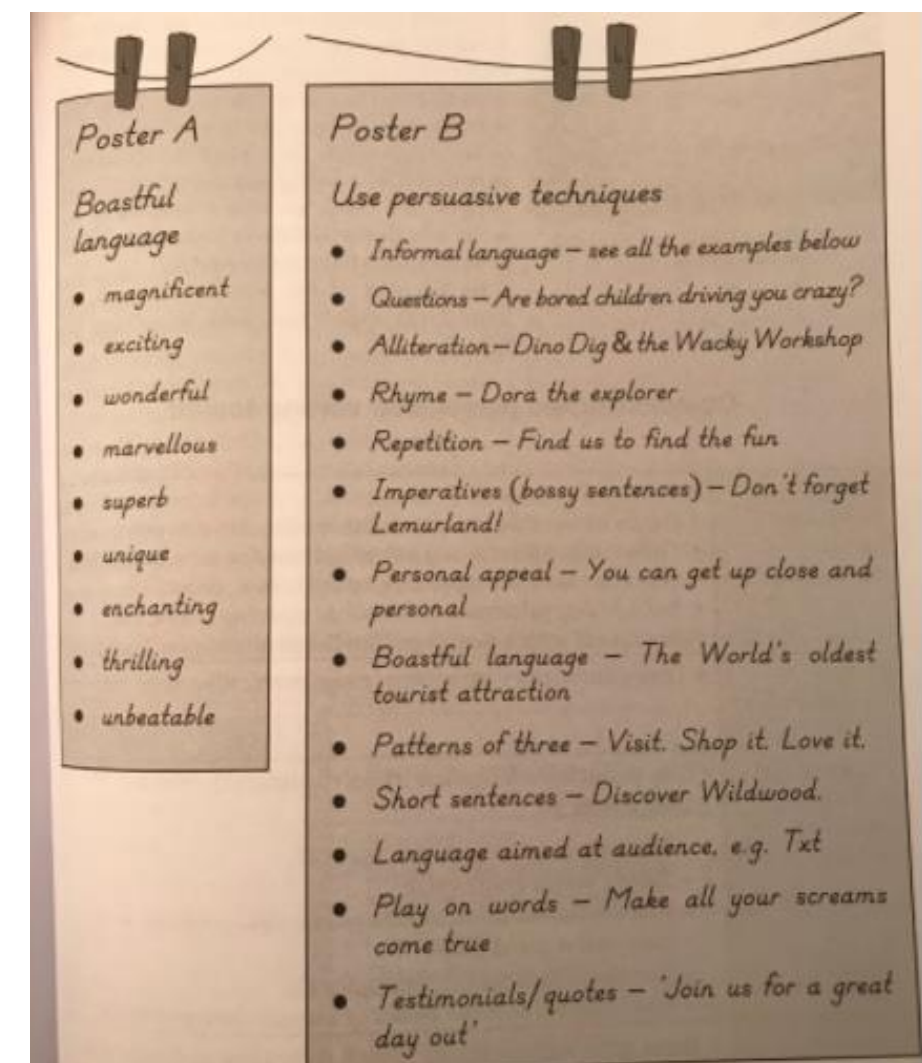 Poster A
Boastful
language
• magnificent
• exciting
• wonderful
• marvellous
• superb
• unique
• enchanting
• thrilling
• unbeatable
Poster B
Use persuasive techniques
• Informal language – see all the examples below
• Questions – Are bored children driving you crazy?
• Alliteration – Dino Dig & the Wacky Workshop
• Rhyme – Dora the explorer
• Repetition – Find us to find the fun
• Imperatives (bossy sentences) – Don't forget
Lemurland!
• Personal appeal – You can get up close and
personal
• Boastful language – The World's oldest
tourist attraction
• Patterns of three – Visit. Shop it. Love it.
• Short sentences – Discover Wildwood.
• Language aimed at audience, e.g. Txt
• Play on words – Make all your screams
come true
• Testimonials/quotes – 'Join us for a great
day out'